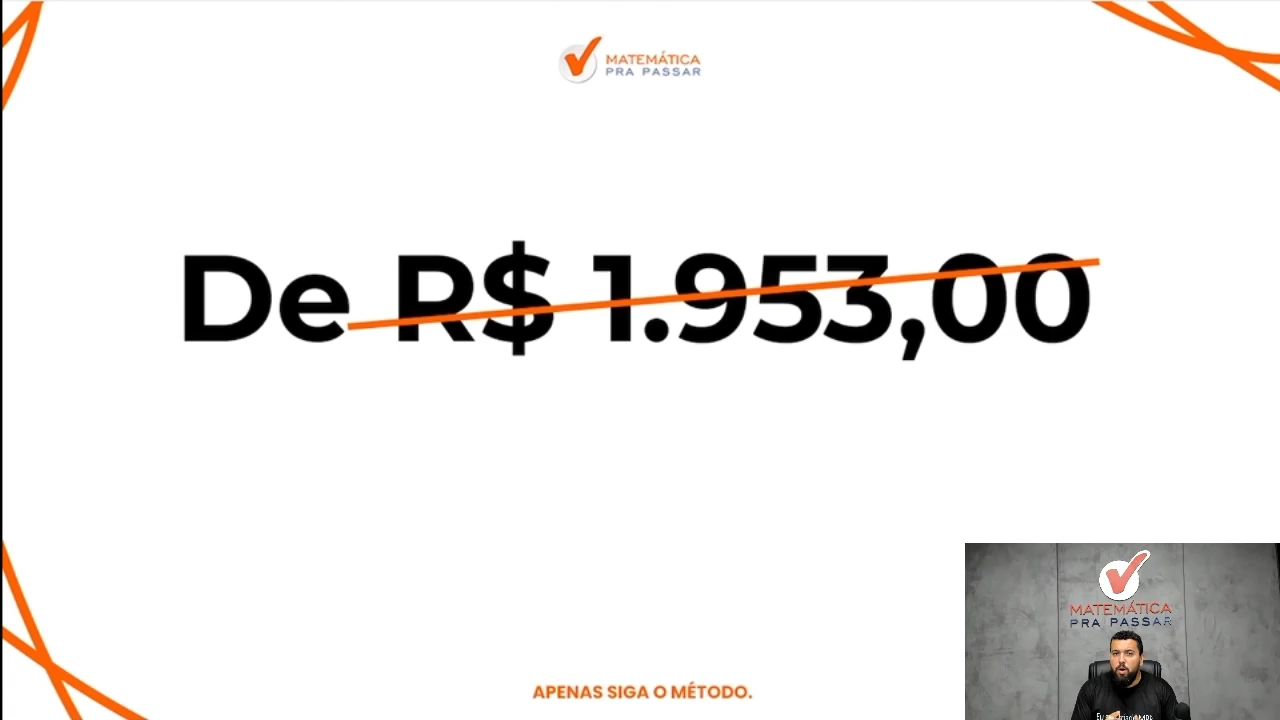 MATEMÁTICA
PRA PASSAR
De R$ 1.953,00
MATEMÁTICA
PRA PASSAR
APENAS SIGA O MÉTODO.